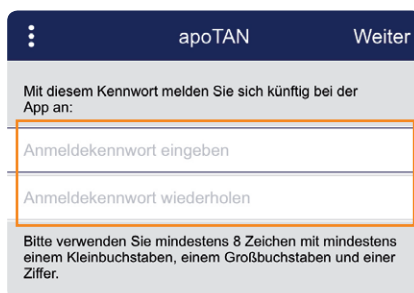 apoTAN Weiter
Mit diesem Kennwort melden Sie sich künftig bei der
App an:
Anmeldekennwort eingeben
Anmeldekennwort wiederholen
Bitte verwenden Sie mindestens 8 Zeichen mit mindestens
einem Kleinbuchstaben, einem Großbuchstaben und einer
Ziffer.